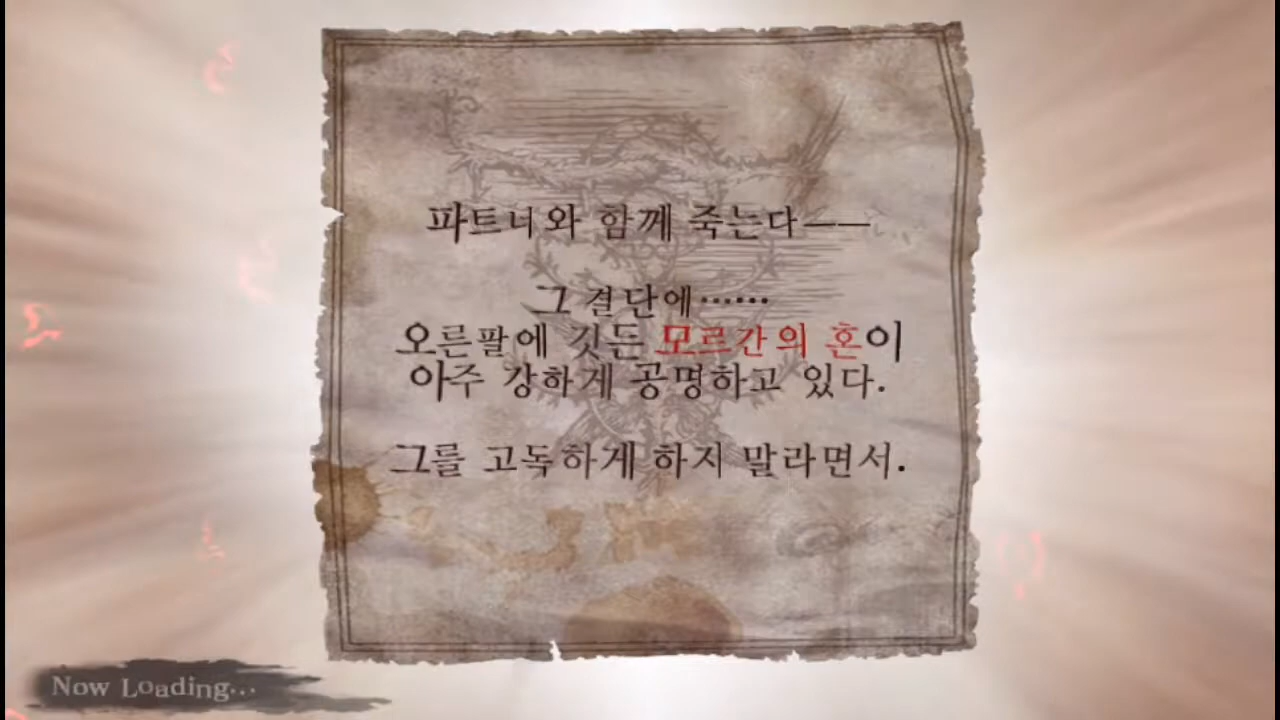 파트너와 함께 죽는다──
그 결단에……
오른팔에 깃든 모르간의 혼이
아주 강하게 공명하고 있다.
그를 고독하게 하지 말라면서.
Now Loading...